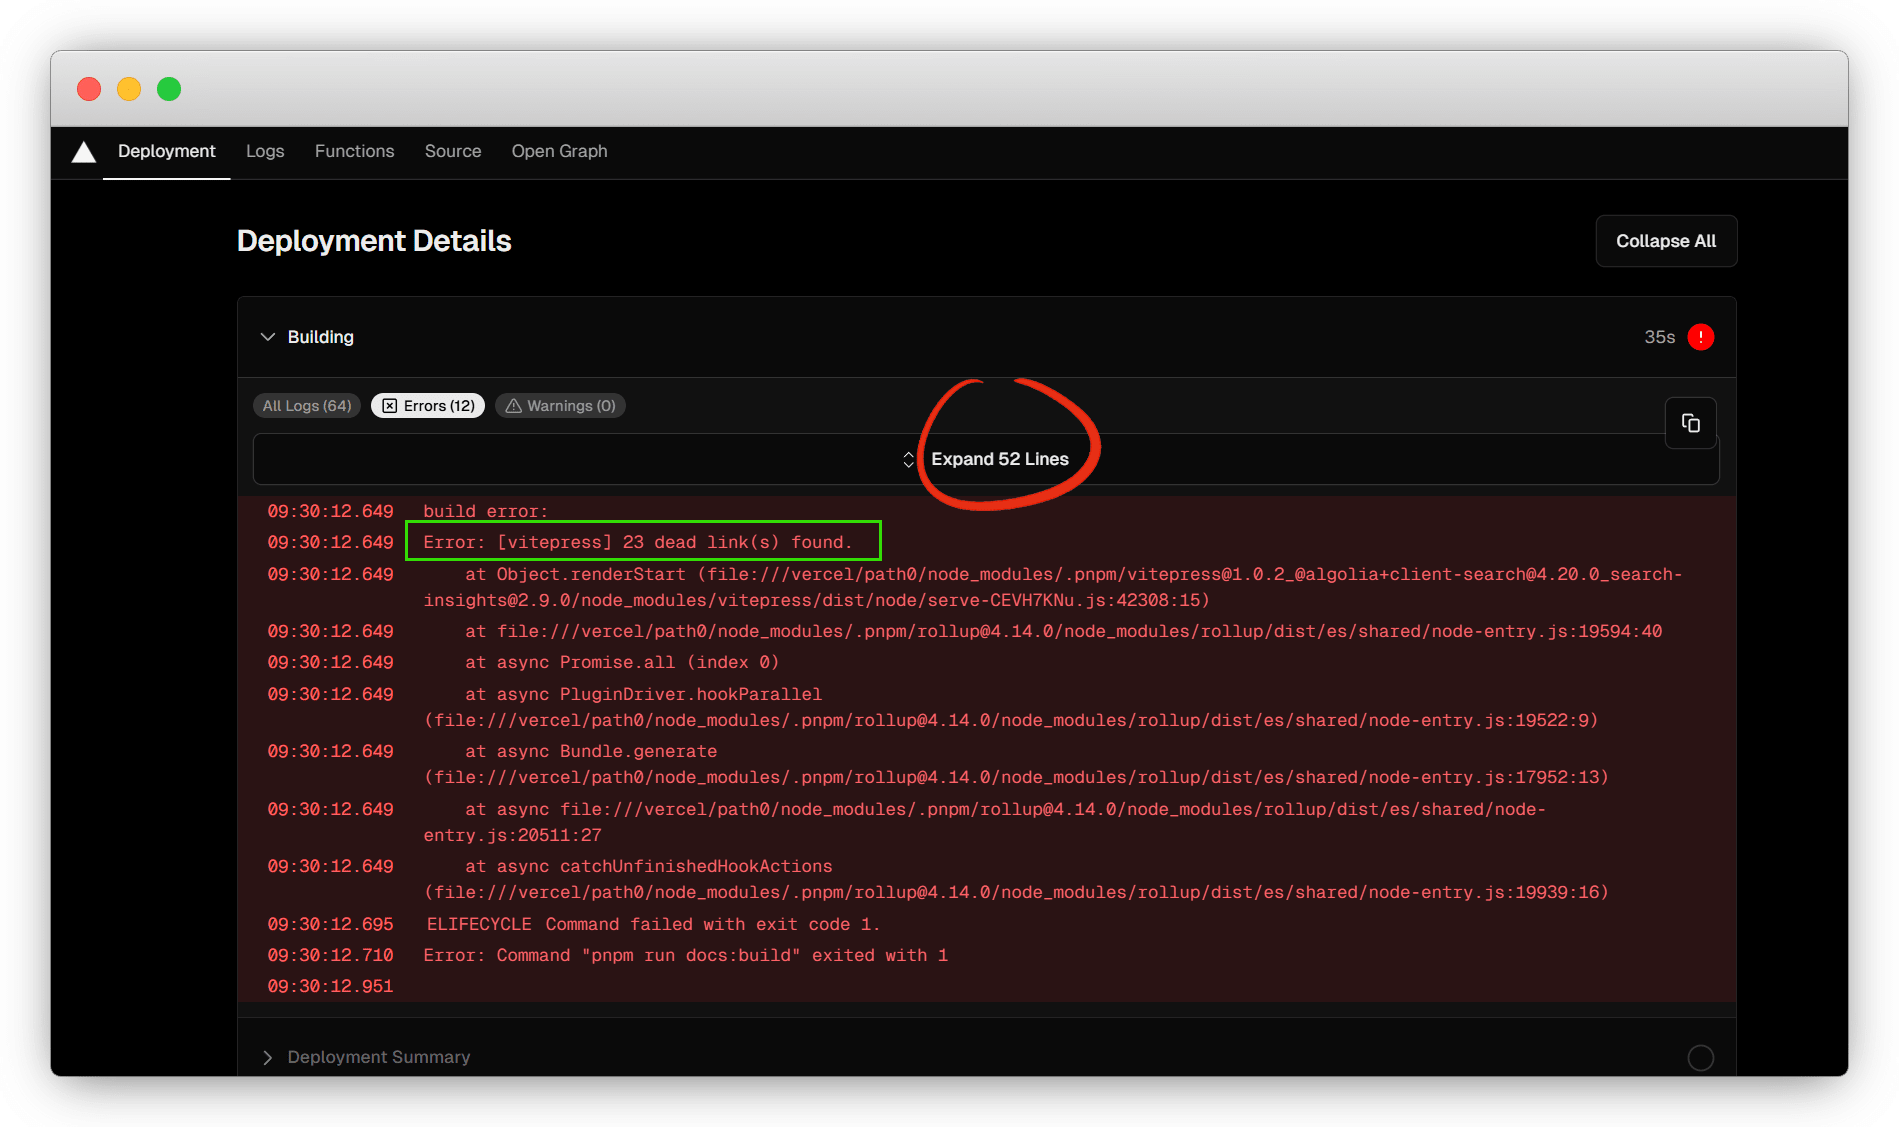 Deployment Logs Functions Source Open Graph
Deployment Details
Collapse All
Building
35s
All Logs (64) Errors (12) Warnings (0)
Expand 52 Lines
09:30:12.649 build error:
09:30:12.649 Error: [vitepress] 23 dead link(s) found.
09:30:12.649 at Object.renderStart (file:///vercel/path0/node_modules/.pnpm/vitepress@1.0.2_@algolia+client-search@4.20.0_search-
insights@2.9.0/node_modules/vitepress/dist/node/serve-CEVH7KNu.js:42308:15)
09:30:12.649 at file:///vercel/path0/node_modules/.pnpm/rollup@4.14.0/node_modules/rollup/dist/es/shared/node-entry.js:19594:40
09:30:12.649 at async Promise.all (index 0)
09:30:12.649 at async PluginDriver.hookParallel
(file:///vercel/path0/node_modules/.pnpm/rollup@4.14.0/node_modules/rollup/dist/es/shared/node-entry.js:19522:9)
09:30:12.649 at async Bundle.generate
(file:///vercel/path0/node_modules/.pnpm/rollup@4.14.0/node_modules/rollup/dist/es/shared/node-entry.js:17952:13)
09:30:12.649 at async file:///vercel/path0/node_modules/.pnpm/rollup@4.14.0/node_modules/rollup/dist/es/shared/node-
entry.js:20511:27
09:30:12.649 at async catchUnfinishedHookActions
(file:///vercel/path0/node_modules/.pnpm/rollup@4.14.0/node_modules/rollup/dist/es/shared/node-entry.js:19939:16)
09:30:12.695 ELIFECYCLE Command failed with exit code 1.
09:30:12.710 Error: Command "pnpm run docs:build" exited with 1
09:30:12.951
Deployment Summary